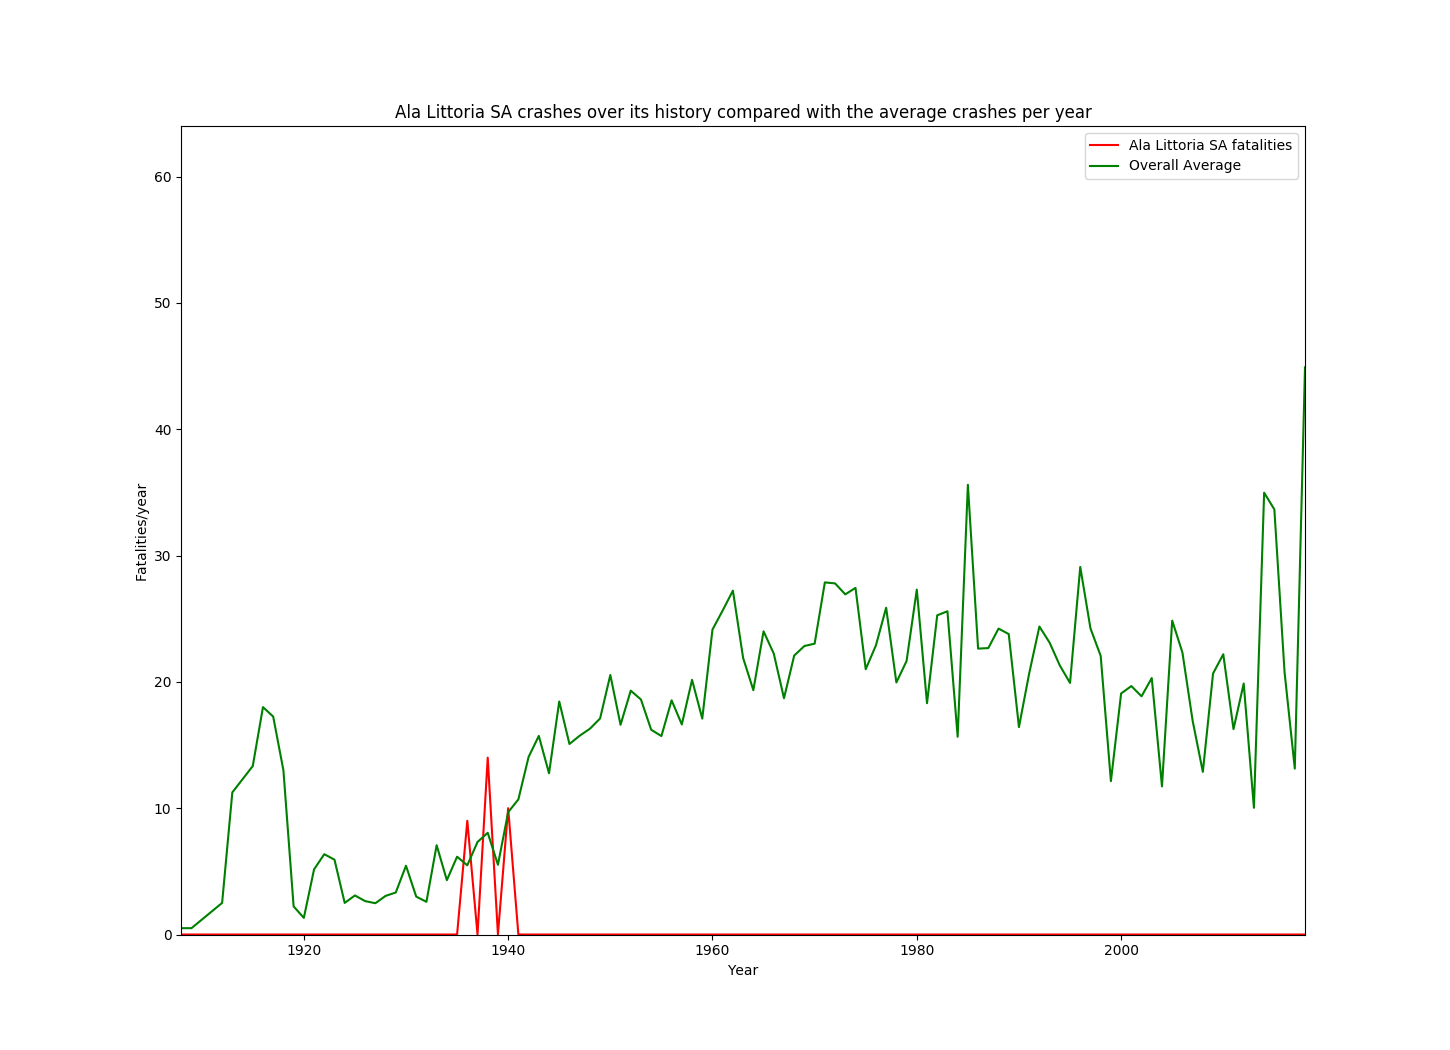 Ala Littoria SA crashes over its history compared with the average crashes per year
Ala Littoria SA fatalities
Overall Average
60
50
40
30
20
10
0
Fatalities/year
1920 1940 1960 1980 2000
Year